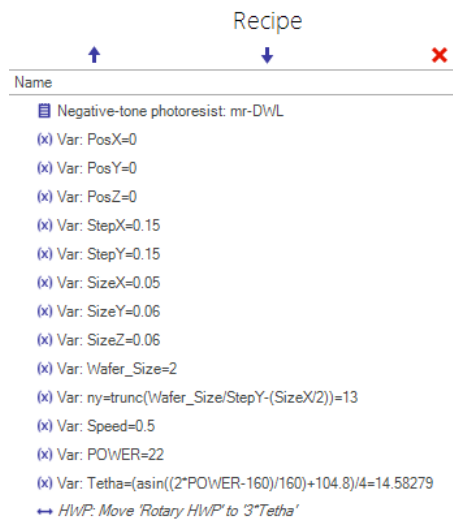 Recipe
Name
Negative-tone photoresist: mr-DWL
(x) Var: PosX=0
(x) Var: PosY=0
(x) Var: PosZ=0
(x) Var: StepX=0.15
(x) Var: StepY=0.15
(x) Var: SizeX=0.05
(x) Var: SizeY=0.06
(x) Var: SizeZ=0.06
(x) Var: Wafer_Size=2
(x) Var: ny=trunc(Wafer_Size/StepY-(SizeX/2))=13
(x) Var: Speed=0.5
(x) Var: POWER=22
(x) Var: Tetha=(asin((2*POWER-160)/160)+104.8)/4=14.58279
HWP: Move 'Rotary HWP' to '3*Tetha'